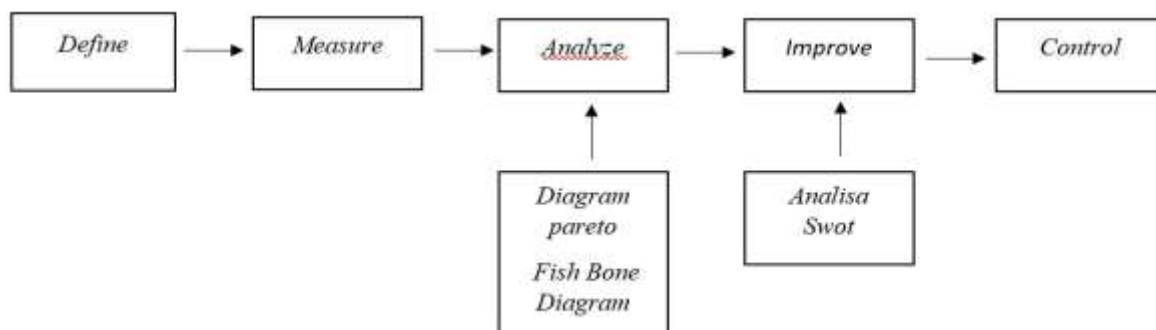 Define
Measure
Analyze
Improve
Control
Diagram
pareto
Fish Bone
Diagram
Analisa
Swot